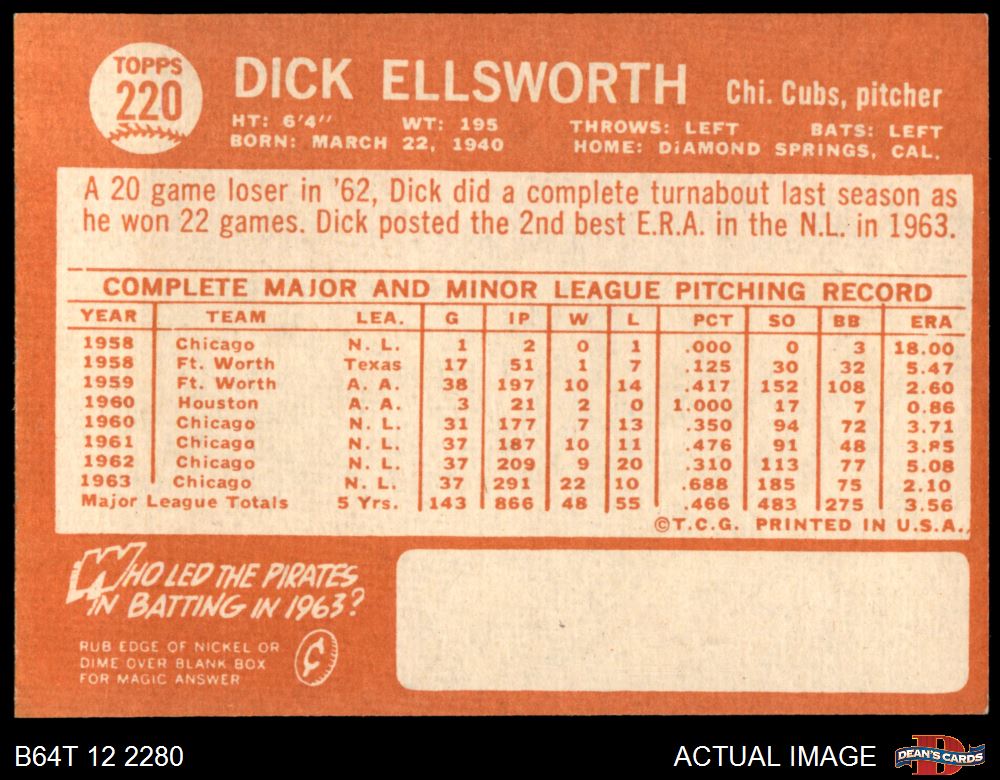 TOPPS
220
DICK ELLSWORTH Chi. Cubs, pitcher
HT: 6'4" WT: 195 THROWS: LEFT BATS: LEFT
BORN: MARCH 22, 1940 HOME: DIAMOND SPRINGS, CAL.
A 20 game loser in '62, Dick did a complete turnabout last season as
he won 22 games. Dick posted the 2nd best E.R.A. in the N.L. in 1963.
COMPLETE MAJOR AND MINOR LEAGUE PITCHING RECORD
YEAR TEAM LEA. G IP W L PCT SO BB ERA
1958 Chicago N. L. 1 2 0 1 .000 0 3 18.00
1958 Ft. Worth Texas 17 51 1 7 .125 30 32 5.47
1959 Ft. Worth A. A. 38 197 10 14 .417 152 108 2.60
1960 Houston A. A. 3 21 2 0 1.000 17 7 0.86
1960 Chicago N. L. 31 177 7 13 .350 94 72 3.71
1961 Chicago N. L. 37 187 10 11 .476 91 48 3.85
1962 Chicago N. L. 37 209 9 20 .310 113 77 5.08
1963 Chicago N. L. 37 291 22 10 .688 185 75 2.10
Major League Totals 5 Yrs. 143 866 48 55 .466 483 275 3.56
©T.C.G. PRINTED IN U.S.A.
WHO LED THE PIRATES
IN BATTING IN 1963?
RUB EDGE OF NICKEL OR
DIME OVER BLANK BOX
FOR MAGIC ANSWER
¢
B64T 12 2280 ACTUAL IMAGE
D
DEAN'S CARDS